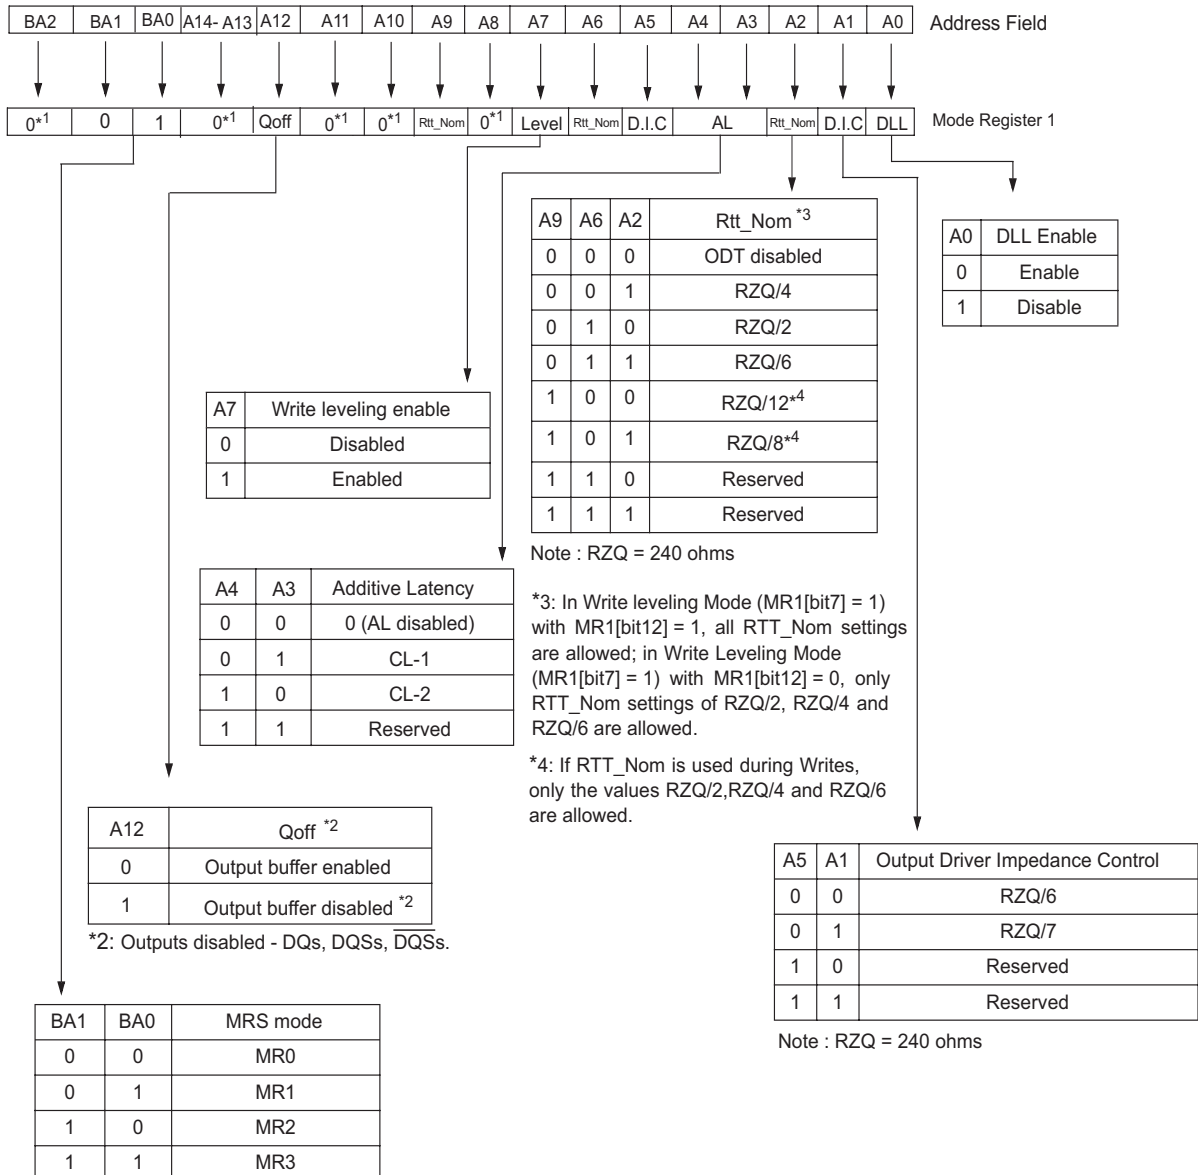 BA2 BA1 BA0 A14- A13 A12 A11 A10 A9 A8 A7 A6 A5 A4 A3 A2 A1 A0 Address Field
0*1 0 1 0*1 Qoff 0*1 0*1 Rtt_Nom 0*1 Level Rtt_Nom D.I.C AL Rtt_Nom D.I.C DLL Mode Register 1
A9 A6 A2 Rtt_Nom *3
0 0 0 ODT disabled
0 0 1 RZQ/4
0 1 0 RZQ/2
0 1 1 RZQ/6
1 0 0 RZQ/12*4
1 0 1 RZQ/8*4
1 1 0 Reserved
1 1 1 Reserved
Note : RZQ = 240 ohms
*3: In Write leveling Mode (MR1[bit7] = 1)
with MR1[bit12] = 1, all RTT_Nom settings
are allowed; in Write Leveling Mode
(MR1[bit7] = 1) with MR1[bit12] = 0, only
RTT_Nom settings of RZQ/2, RZQ/4 and
RZQ/6 are allowed.
*4: If RTT_Nom is used during Writes,
only the values RZQ/2,RZQ/4 and RZQ/6
are allowed.
A0 DLL Enable
0 Enable
1 Disable
A7 Write leveling enable
0 Disabled
1 Enabled
A4 A3 Additive Latency
0 0 0 (AL disabled)
0 1 CL-1
1 0 CL-2
1 1 Reserved
A12 Qoff *2
0 Output buffer enabled
1 Output buffer disabled *2
*2: Outputs disabled - DQs, DQSs, D̅Q̅S̅s.
A5 A1 Output Driver Impedance Control
0 0 RZQ/6
0 1 RZQ/7
1 0 Reserved
1 1 Reserved
Note : RZQ = 240 ohms
BA1 BA0 MRS mode
0 0 MR0
0 1 MR1
1 0 MR2
1 1 MR3